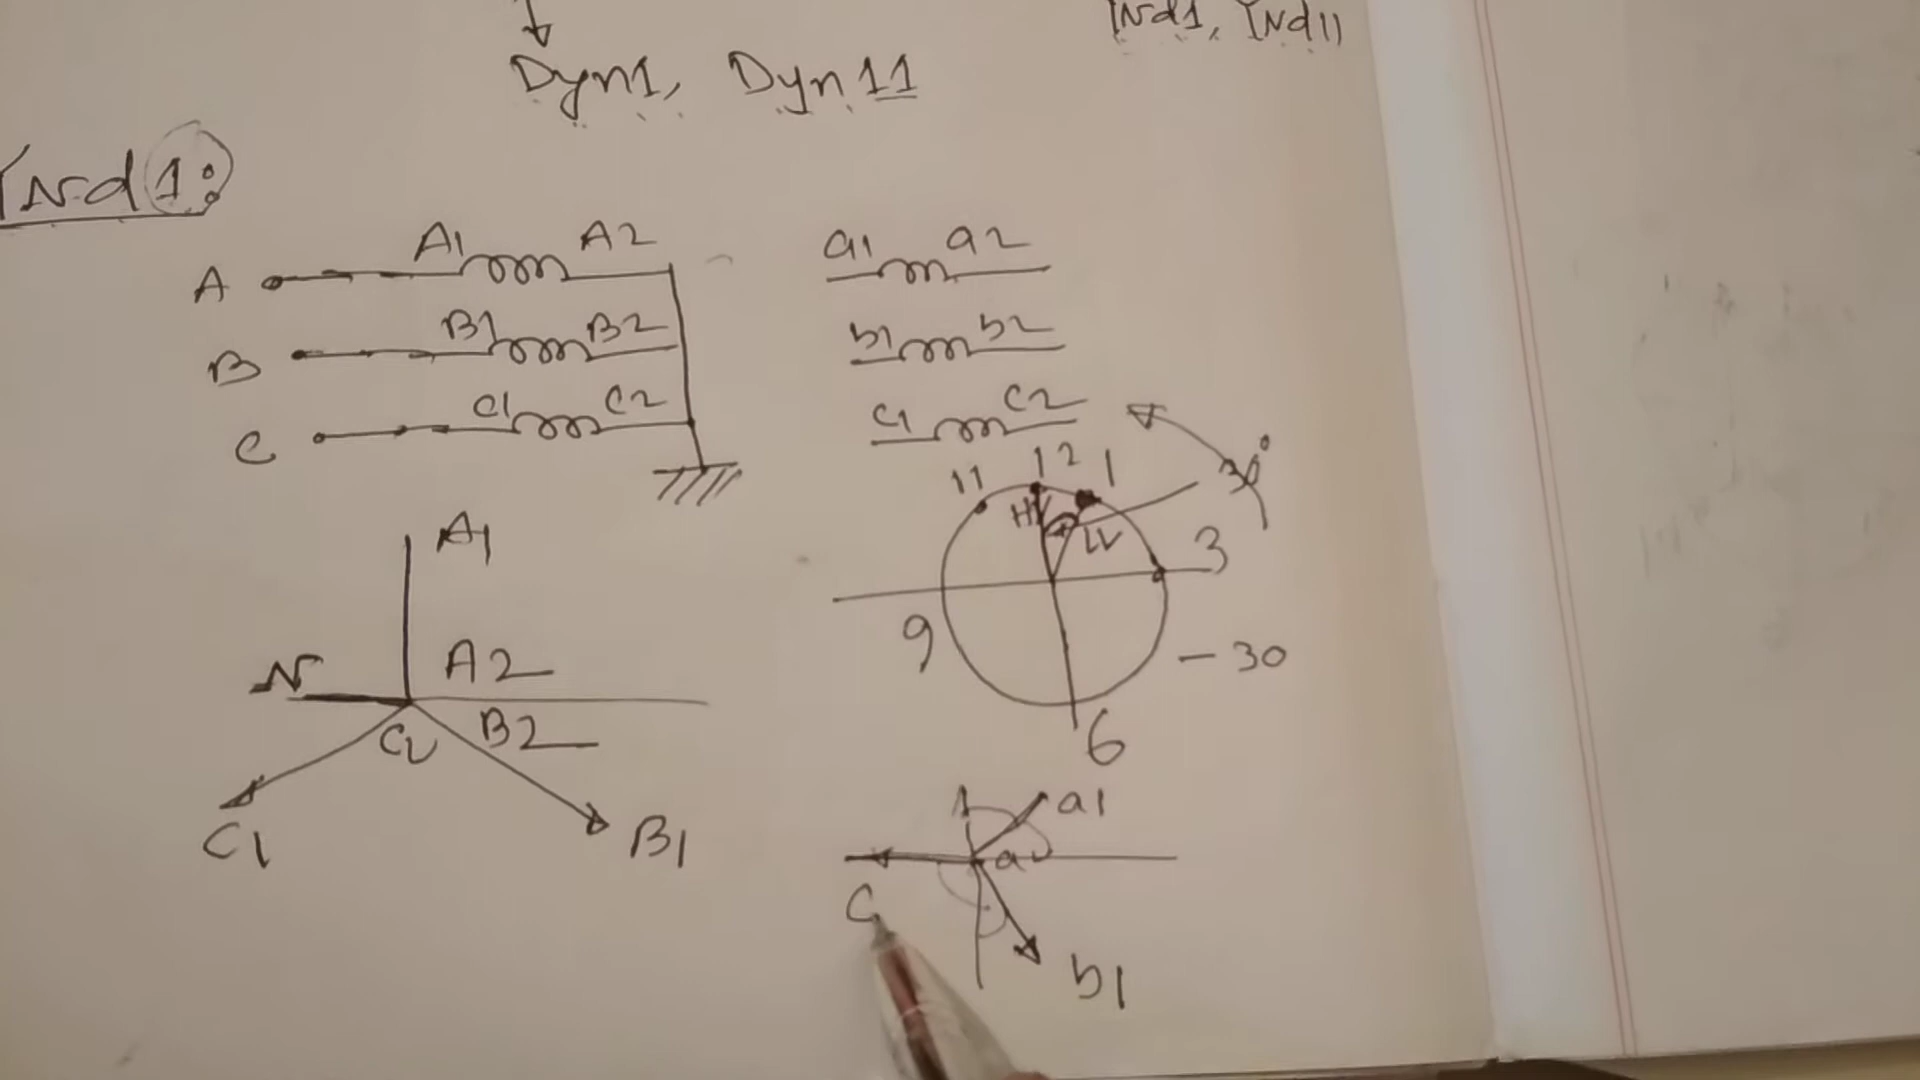 YNd1, YNd11
Dyn1, Dyn11
YNd1:
A A1 A2 a1 a2
B B1 B2 b1 b2
C C1 C2 c1 c2
11 12 1 30°
HV LV 3
A1
9 -30
N A2
C2 B2 6
C1 B1
1 a1
a
C
b1